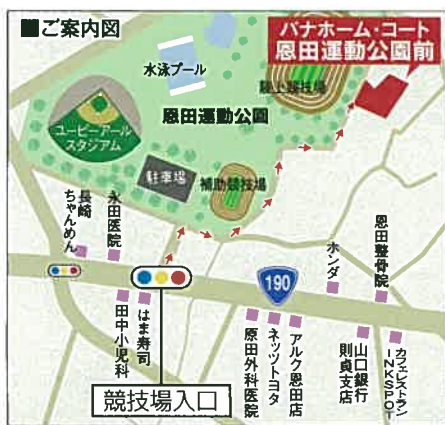 ■ご案内図
パナホーム・コート
恩田運動公園前
水泳プール
陸上競技場
恩田運動公園
ユーピーアール
スタジアム
駐車場
補助競技場
長崎
ちゃんめん
永田医院
田中小児科
はま寿司
競技場入口
190
原田外科医院
ネッツトヨタ
アルク恩田店
ホンダ
山口銀行
則貞支店
恩田整骨院
カフェレストラン
INKSPOT